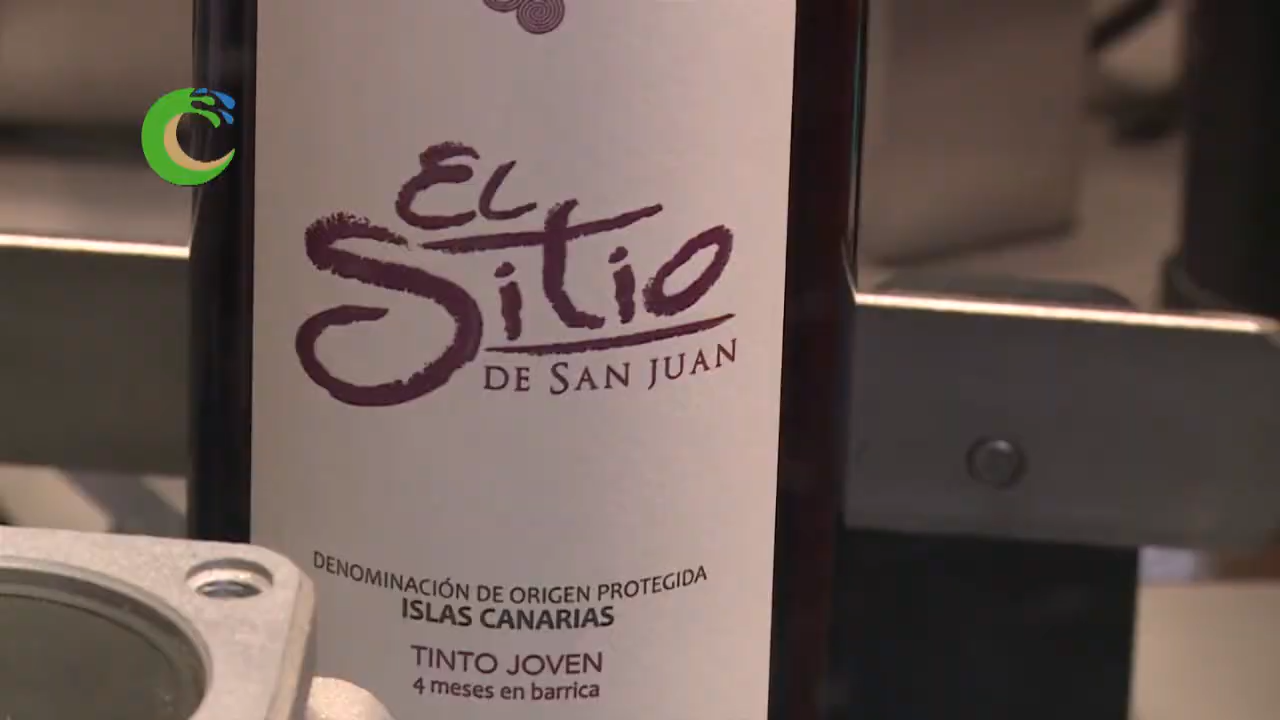 EL
Sitio
DE SAN JUAN
DENOMINACIÓN DE ORIGEN PROTEGIDA
ISLAS CANARIAS
TINTO JOVEN
4 meses en barrica